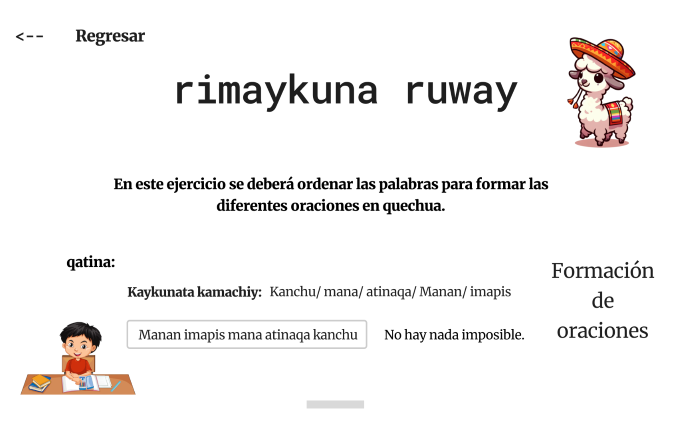 <-- Regresar
rimaykuna ruway
En este ejercicio se deberá ordenar las palabras para formar las
diferentes oraciones en quechua.
qatina:
Kaykunata kamachiy: Kanchu/ mana/ atinaqa/ Manan/ imapis
Manan imapis mana atinaqa kanchu
No hay nada imposible.
Formación
de
oraciones